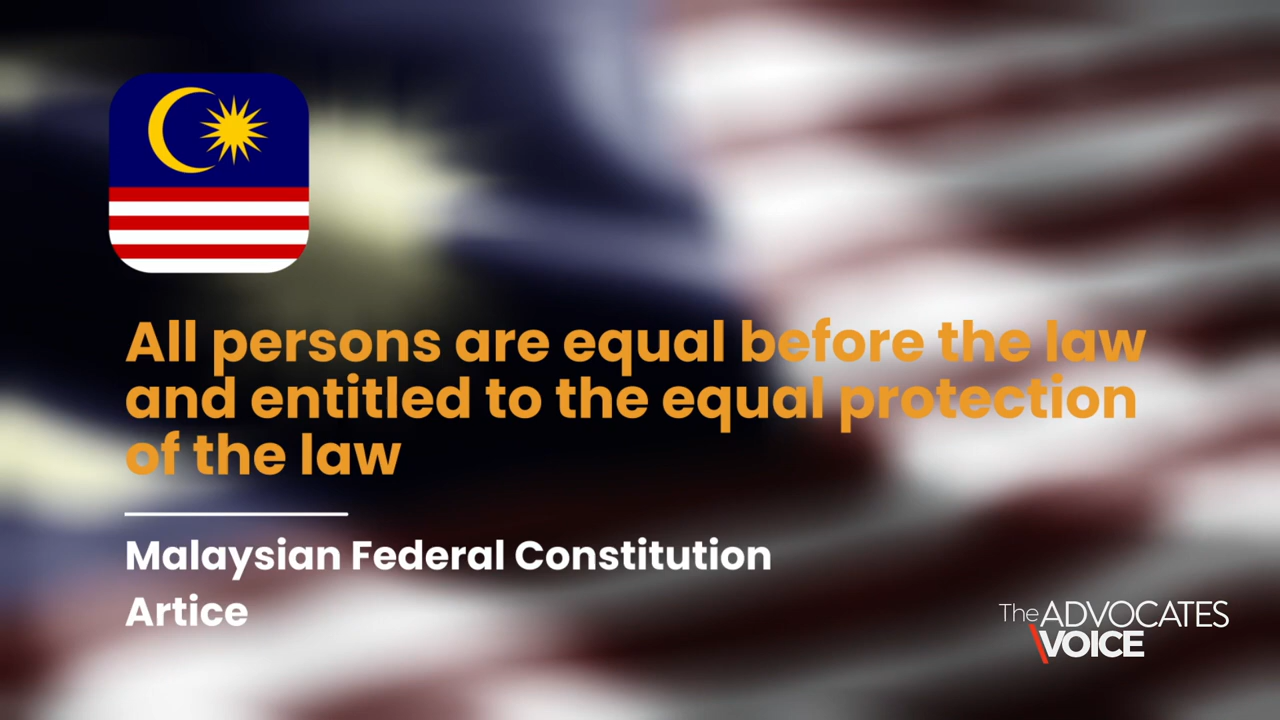 All persons are equal before the law
and entitled to the equal protection
of the law
Malaysian Federal Constitution
Artice
The ADVOCATES
VOICE